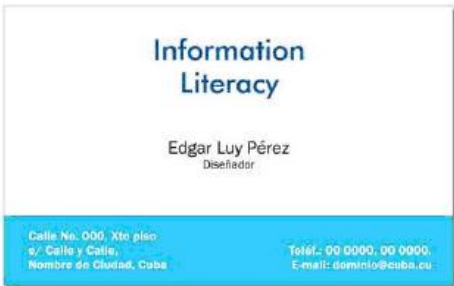 Information
Literacy
Edgar Luy Pérez
Diseñador
Calle No. 000, Xto piso
e/ Calle y Calle,
Nombre de Ciudad, Cuba
Teléf.: 00 0000, 00 0000.
E-mail: dominio@cuba.cu